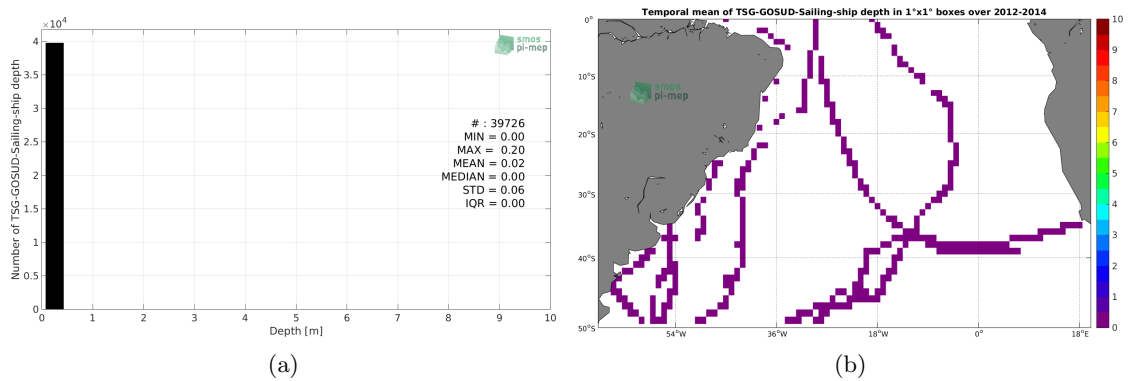 ×10⁴
4
3.5
3
2.5
2
1.5
1
0.5
0
Number of TSG-GOSUD-Sailing-ship depth
smos
pi-mep
# : 39726
MIN = 0.00
MAX = 0.20
MEAN = 0.02
MEDIAN = 0.00
STD = 0.06
IQR = 0.00
0 1 2 3 4 5 6 7 8 9 10
Depth [m]
(a)
Temporal mean of TSG-GOSUD-Sailing-ship depth in 1°x1° boxes over 2012-2014
0°
10°S
20°S
30°S
40°S
50°S
smos
pi-mep
54°W 36°W 18°W 0° 18°E
10
9
8
7
6
5
4
3
2
1
0
(b)